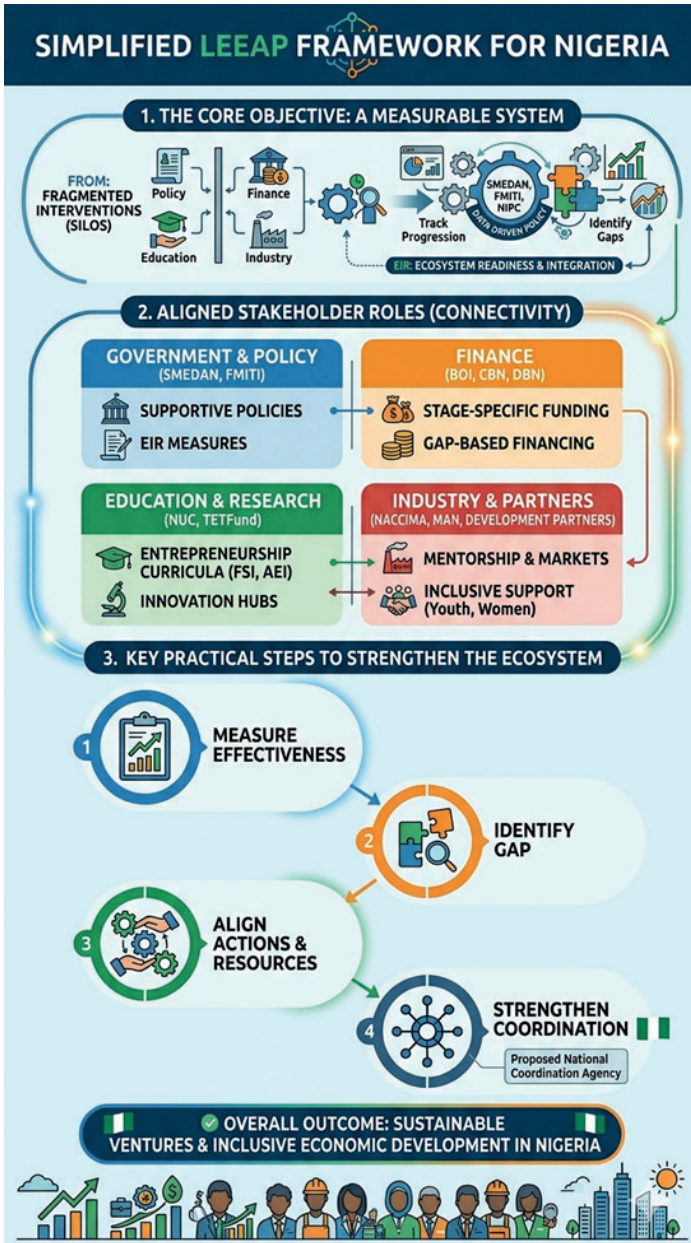 SIMPLIFIED LEEAP FRAMEWORK FOR NIGERIA
1. THE CORE OBJECTIVE: A MEASURABLE SYSTEM
FROM:
FRAGMENTED
INTERVENTIONS
(SILOS)
Policy
Finance
Education
Industry
Track
Progression
SMEDAN,
FMITI,
NIPC
DATA DRIVEN POLICY
Identify
Gaps
EIR: ECOSYSTEM READINESS & INTEGRATION
2. ALIGNED STAKEHOLDER ROLES (CONNECTIVITY)
GOVERNMENT & POLICY
(SMEDAN, FMITI)
SUPPORTIVE POLICIES
EIR MEASURES
FINANCE
(BOI, CBN, DBN)
STAGE-SPECIFIC FUNDING
GAP-BASED FINANCING
EDUCATION & RESEARCH
(NUC, TETFund)
ENTREPRENEURSHIP
CURRICULA (FSI, AEI)
INNOVATION HUBS
INDUSTRY & PARTNERS
(NACCIMA, MAN, DEVELOPMENT PARTNERS)
MENTORSHIP & MARKETS
INCLUSIVE SUPPORT
(Youth, Women)
3. KEY PRACTICAL STEPS TO STRENGTHEN THE ECOSYSTEM
1
MEASURE
EFFECTIVENESS
2
IDENTIFY
GAP
3
ALIGN
ACTIONS &
RESOURCES
4
STRENGTHEN
COORDINATION
Proposed National
Coordination Agency
OVERALL OUTCOME: SUSTAINABLE
VENTURES & INCLUSIVE ECONOMIC DEVELOPMENT IN NIGERIA